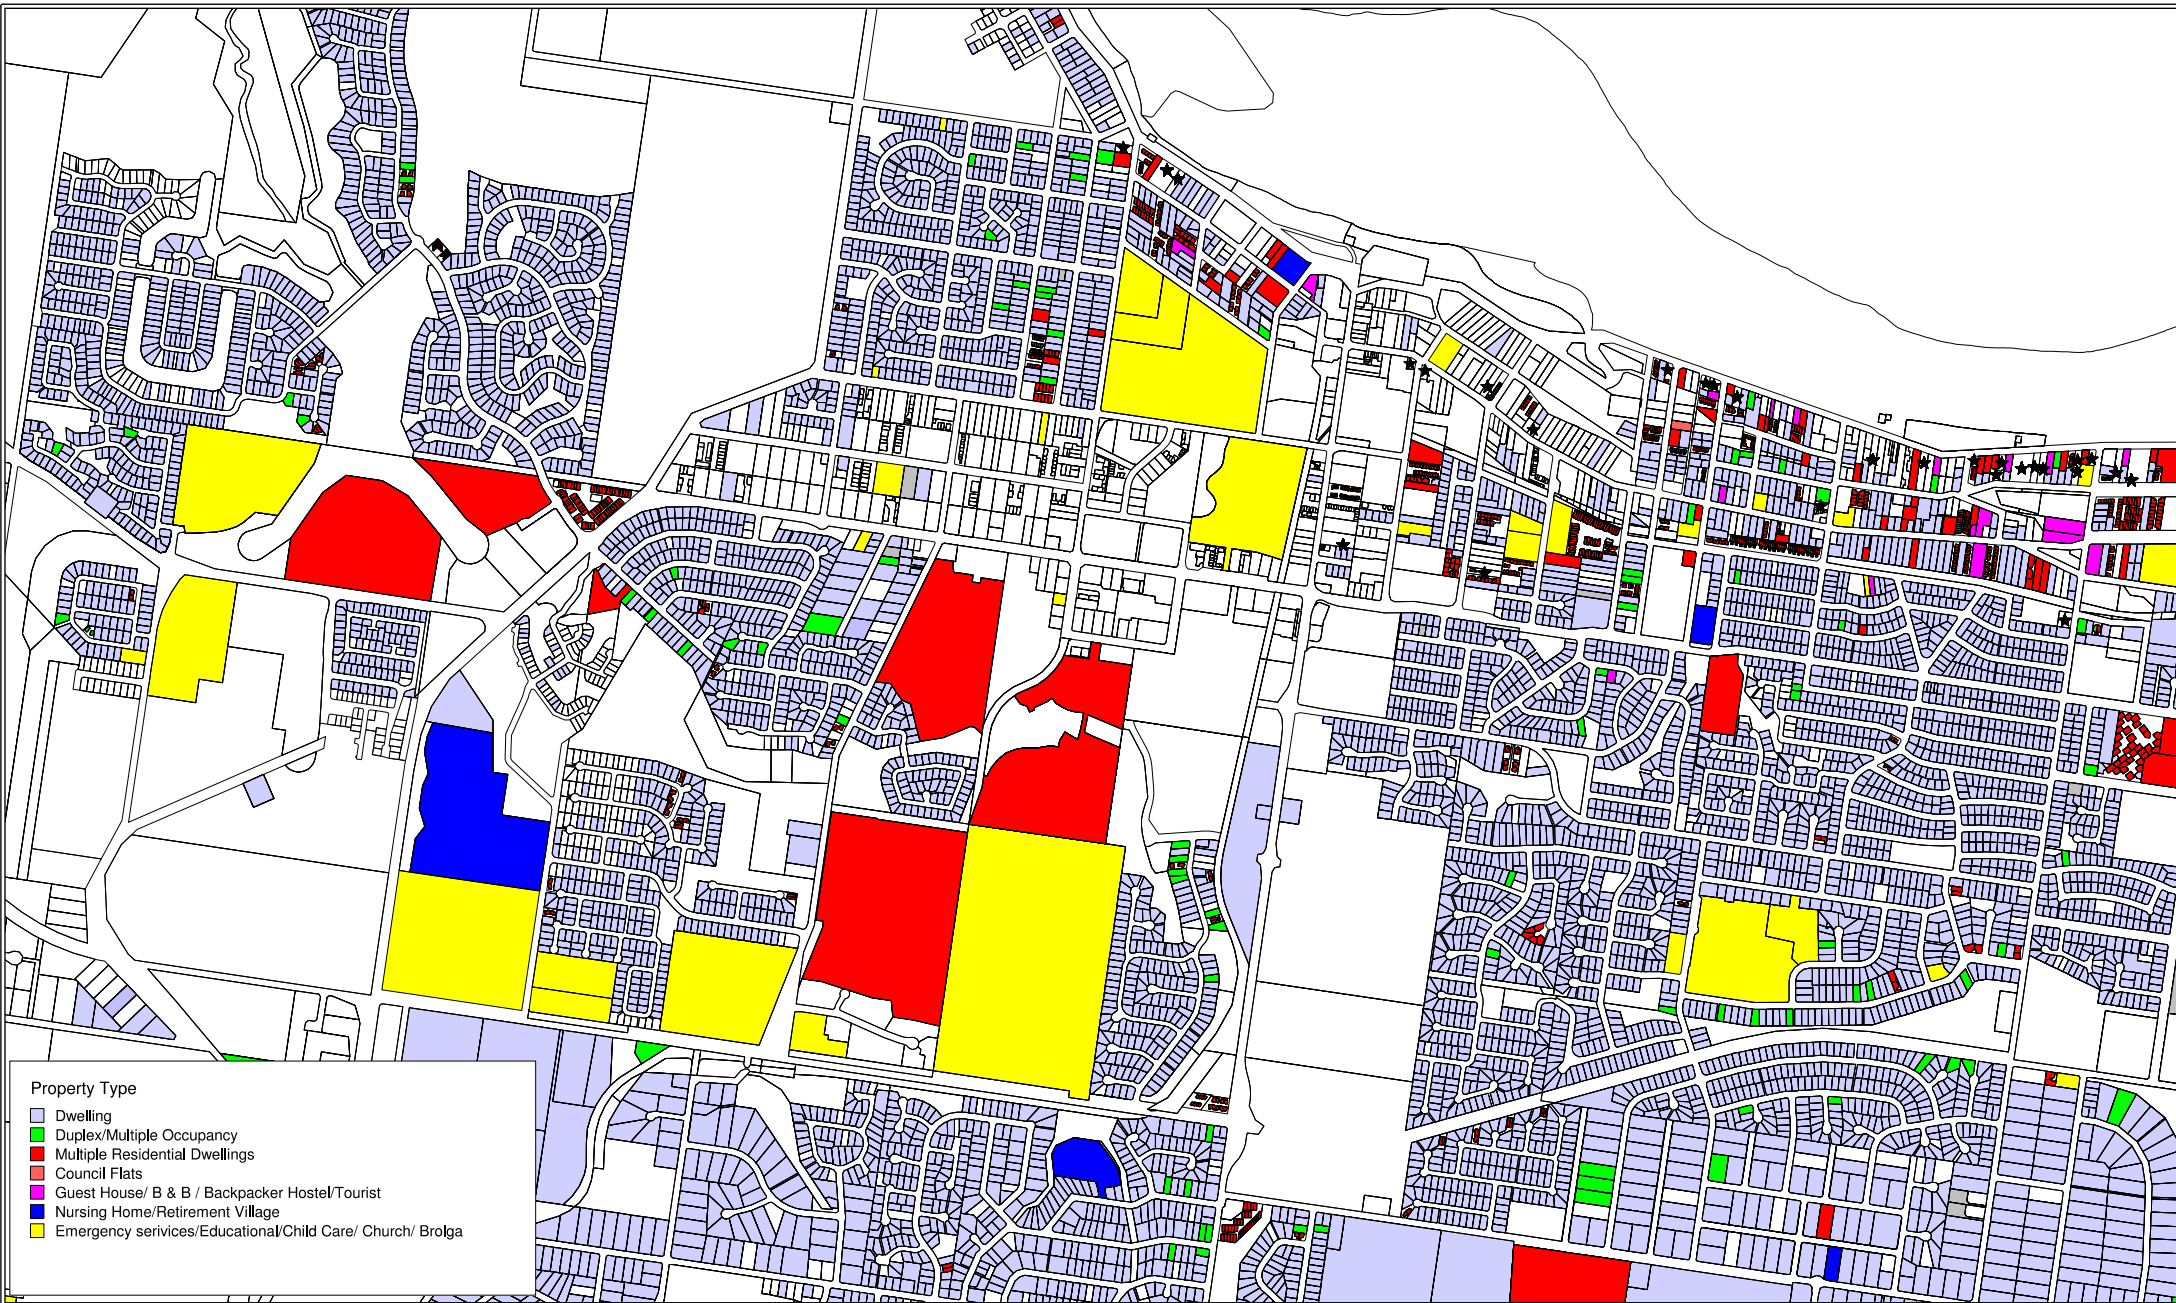 Property Type
Dwelling
Duplex/Multiple Occupancy
Multiple Residential Dwellings
Council Flats
Guest House/ B & B / Backpacker Hostel/Tourist
Nursing Home/Retirement Village
Emergency serivices/Educational/Child Care/ Church/ Brolga